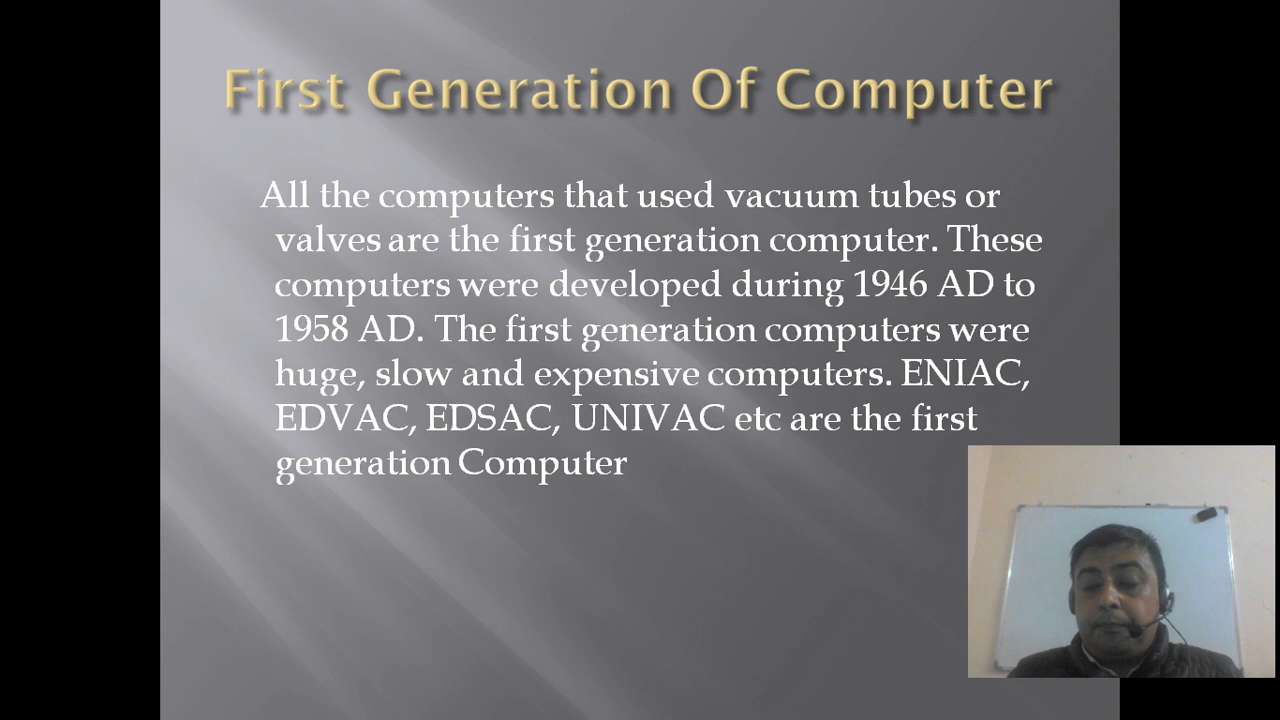 First Generation Of Computer
All the computers that used vacuum tubes or
valves are the first generation computer. These
computers were developed during 1946 AD to
1958 AD. The first generation computers were
huge, slow and expensive computers. ENIAC,
EDVAC, EDSAC, UNIVAC etc are the first
generation Computer